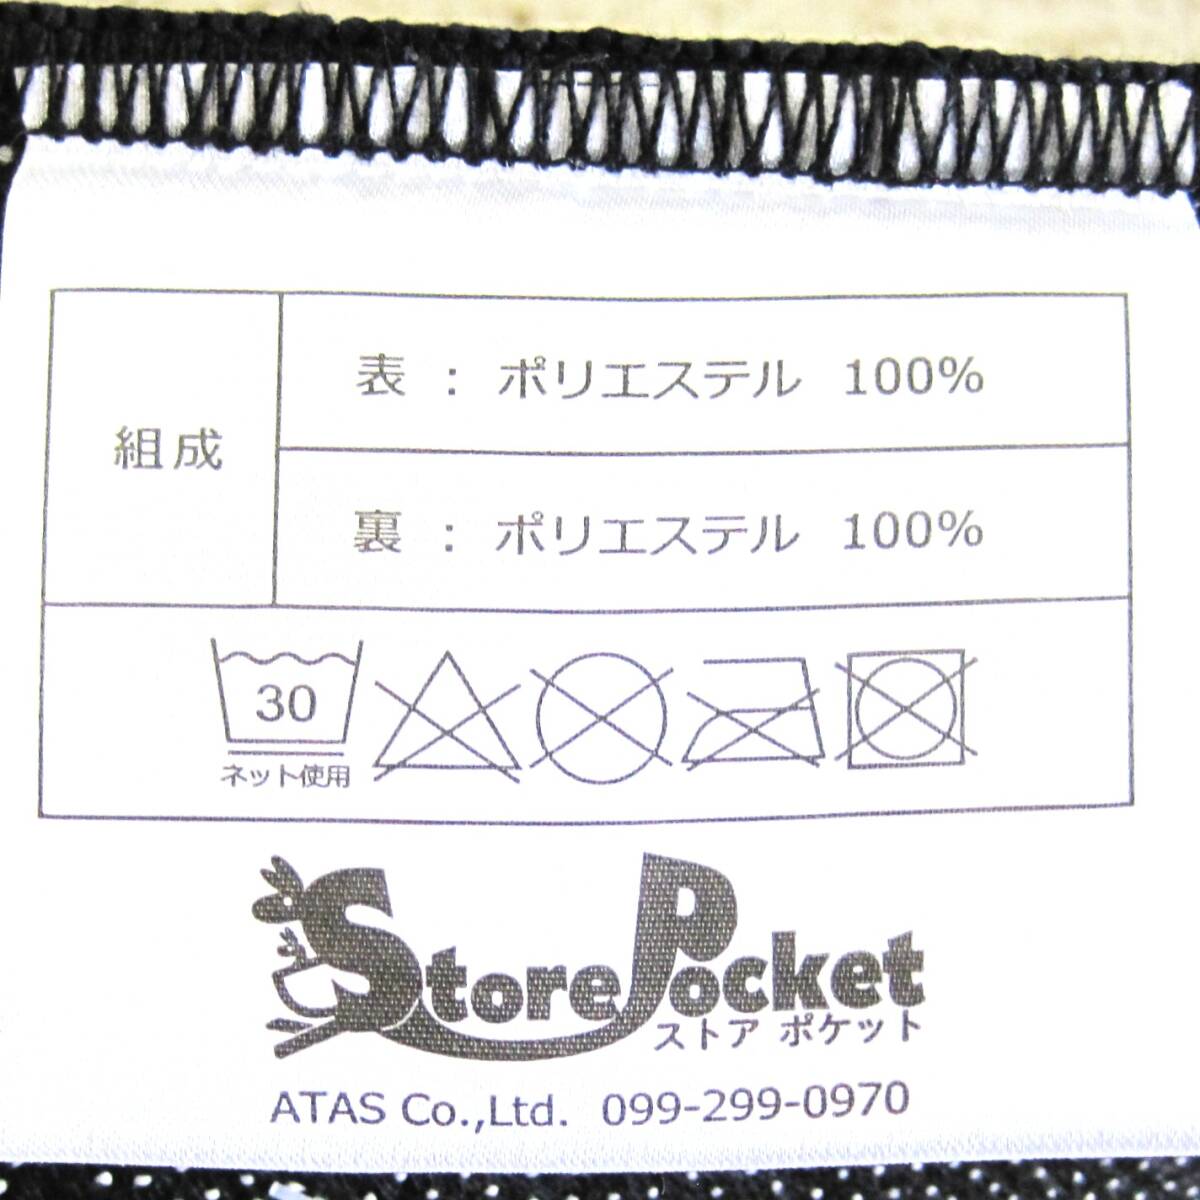 組成
表 : ポリエステル 100%
裏 : ポリエステル 100%
30
ネット使用
StorePocket
ストア ポケット
ATAS Co.,Ltd. 099-299-0970